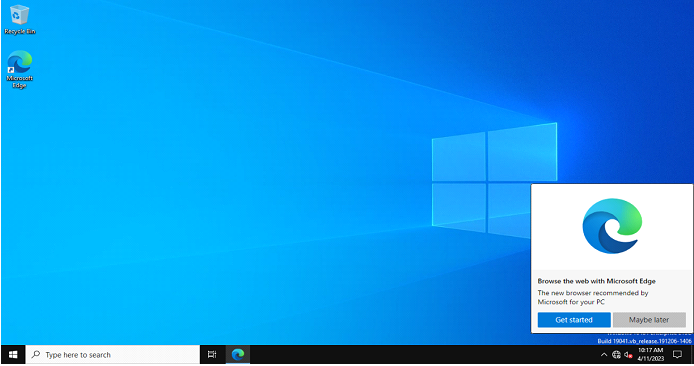 Recycle Bin
Microsoft
Edge
Browse the web with Microsoft Edge
The new browser recommended by
Microsoft for your PC
Get started
Maybe later
Build 19041.vb_release.191206-1406
Type here to search
10:17 AM
4/11/2023